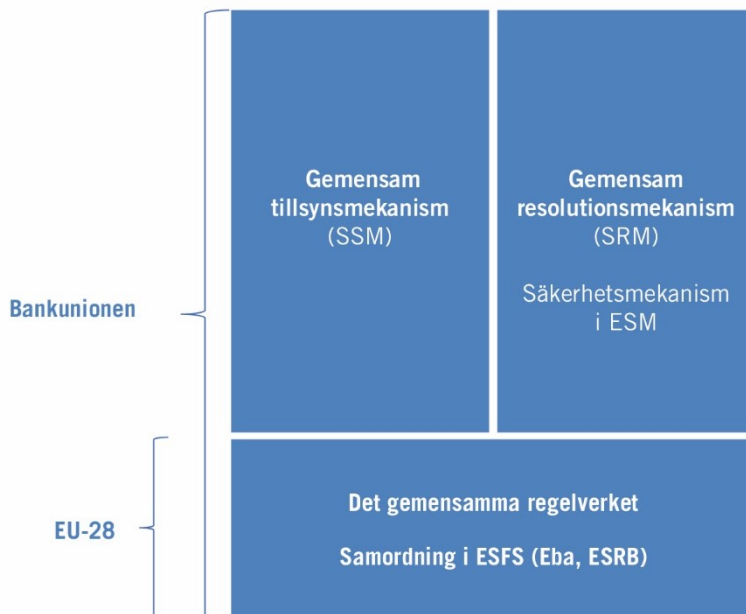 Gemensam
tillsynsmekanism
(SSM)
Gemensam
resolutionsmekanism
(SRM)
Säkerhetsmekanism
i ESM
Bankunionen
Det gemensamma regelverket
EU-28
Samordning i ESFS (Eba, ESRB)